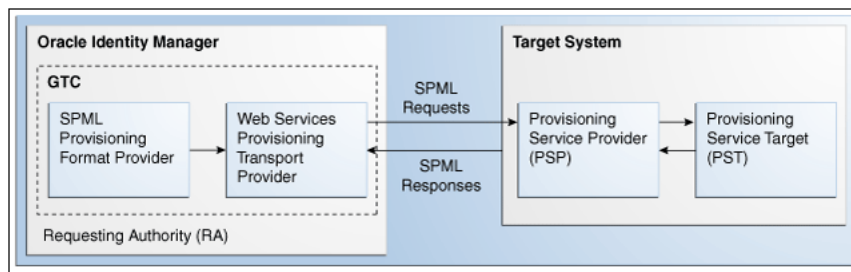 Oracle Identity Manager
GTC
SPML
Provisioning
Format Provider
Web Services
Provisioning
Transport
Provider
Requesting Authority (RA)
SPML
Requests
SPML
Responses
Target System
Provisioning
Service Provider
(PSP)
Provisioning
Service Target
(PST)